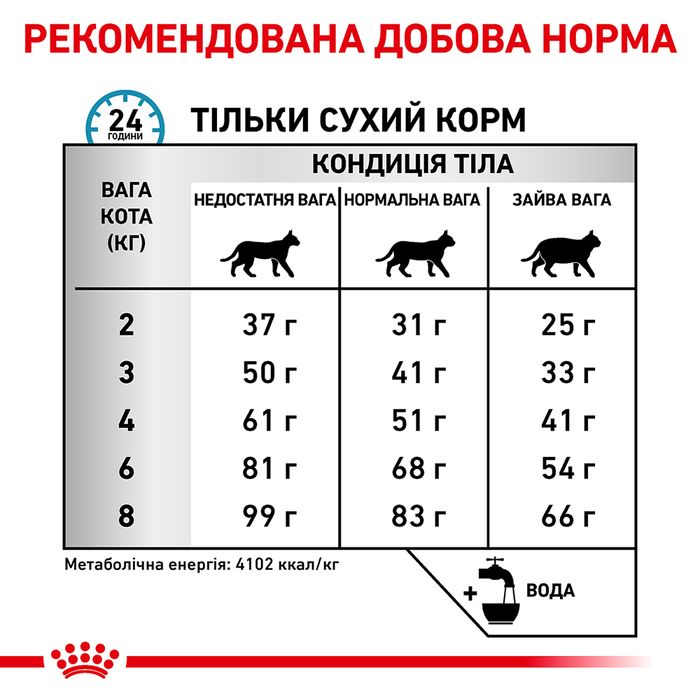 РЕКОМЕНДОВАНА ДОБОВА НОРМА
24
ГОДИНИ
ТІЛЬКИ СУХИЙ КОРМ
ВАГА
КОТА
(КГ)
КОНДИЦІЯ ТІЛА
НЕДОСТАТНЯ ВАГА НОРМАЛЬНА ВАГА ЗАЙВА ВАГА
2 37 г 31 г 25 г
3 50 г 41 г 33 г
4 61 г 51 г 41 г
6 81 г 68 г 54 г
8 99 г 83 г 66 г
Метаболічна енергія: 4102 ккал/кг
+ ВОДА